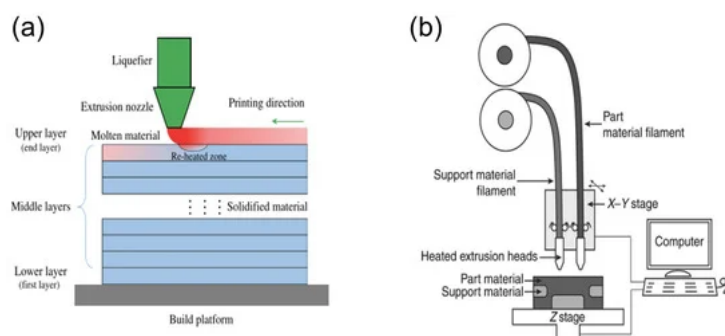 (a)
Liquefier
Extrusion nozzle
Printing direction
Upper layer
(end layer)
Molten material
Re-heated zone
Middle layers
Solidified material
Lower layer
(first layer)
Build platform
(b)
Part
material filament
Support material
filament
X–Y stage
Computer
Heated extrusion heads
Part material
Support material
Z stage